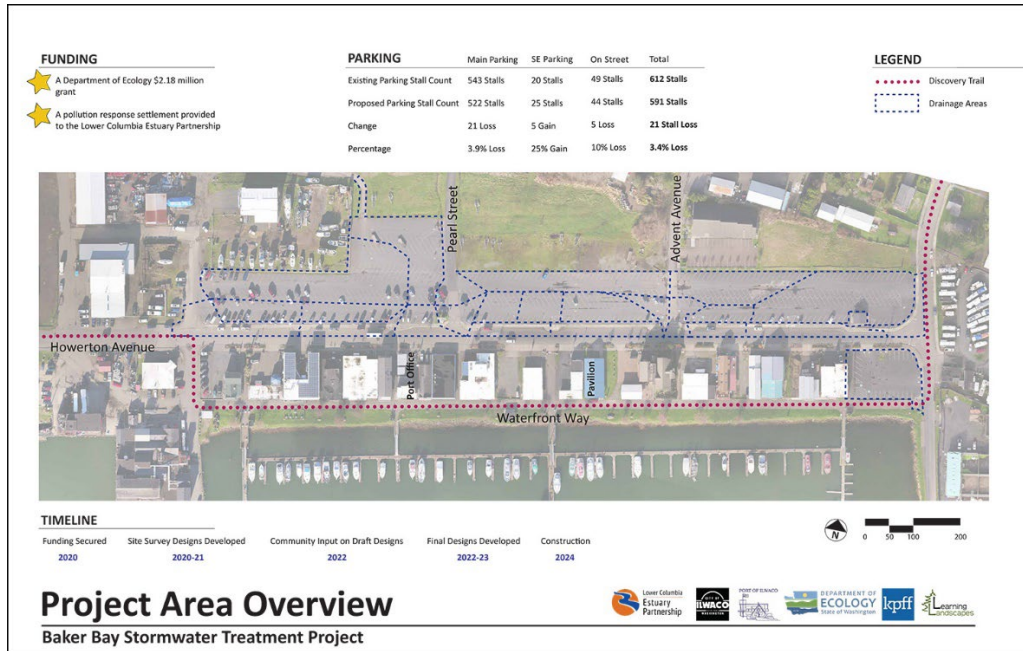 FUNDING
A Department of Ecology $2.18 million
grant
A pollution response settlement provided
to the Lower Columbia Estuary Partnership
PARKING Main Parking SE Parking On Street Total
Existing Parking Stall Count 543 Stalls 20 Stalls 49 Stalls 612 Stalls
Proposed Parking Stall Count 522 Stalls 25 Stalls 44 Stalls 591 Stalls
Change 21 Loss 5 Gain 5 Loss 21 Stall Loss
Percentage 3.9% Loss 25% Gain 10% Loss 3.4% Loss
LEGEND
Discovery Trail
Drainage Areas
Pearl Street
Advent Avenue
Howerton Avenue
Port Office
Pavilion
Waterfront Way
TIMELINE
Funding Secured Site Survey Designs Developed Community Input on Draft Designs Final Designs Developed Construction
2020 2020-21 2022 2022-23 2024
N
0 50 100 200
Project Area Overview
Baker Bay Stormwater Treatment Project
Lower Columbia
Estuary
Partnership
CITY OF
ILWACO
WASHINGTON
PORT OF ILWACO
DEPARTMENT OF
ECOLOGY
State of Washington
kpff
Learning
Landscapes